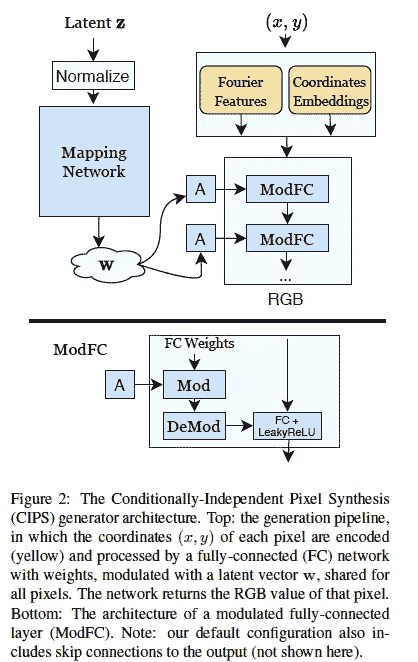 Latent z
(x, y)
Normalize
Fourier
Features
Coordinates
Embeddings
Mapping
Network
A
ModFC
A
ModFC
w
...
RGB
ModFC
FC Weights
A
Mod
DeMod
FC +
LeakyReLU
Figure 2: The Conditionally-Independent Pixel Synthesis
(CIPS) generator architecture. Top: the generation pipeline,
in which the coordinates (x, y) of each pixel are encoded
(yellow) and processed by a fully-connected (FC) network
with weights, modulated with a latent vector w, shared for
all pixels. The network returns the RGB value of that pixel.
Bottom: The architecture of a modulated fully-connected
layer (ModFC). Note: our default configuration also in-
cludes skip connections to the output (not shown here).